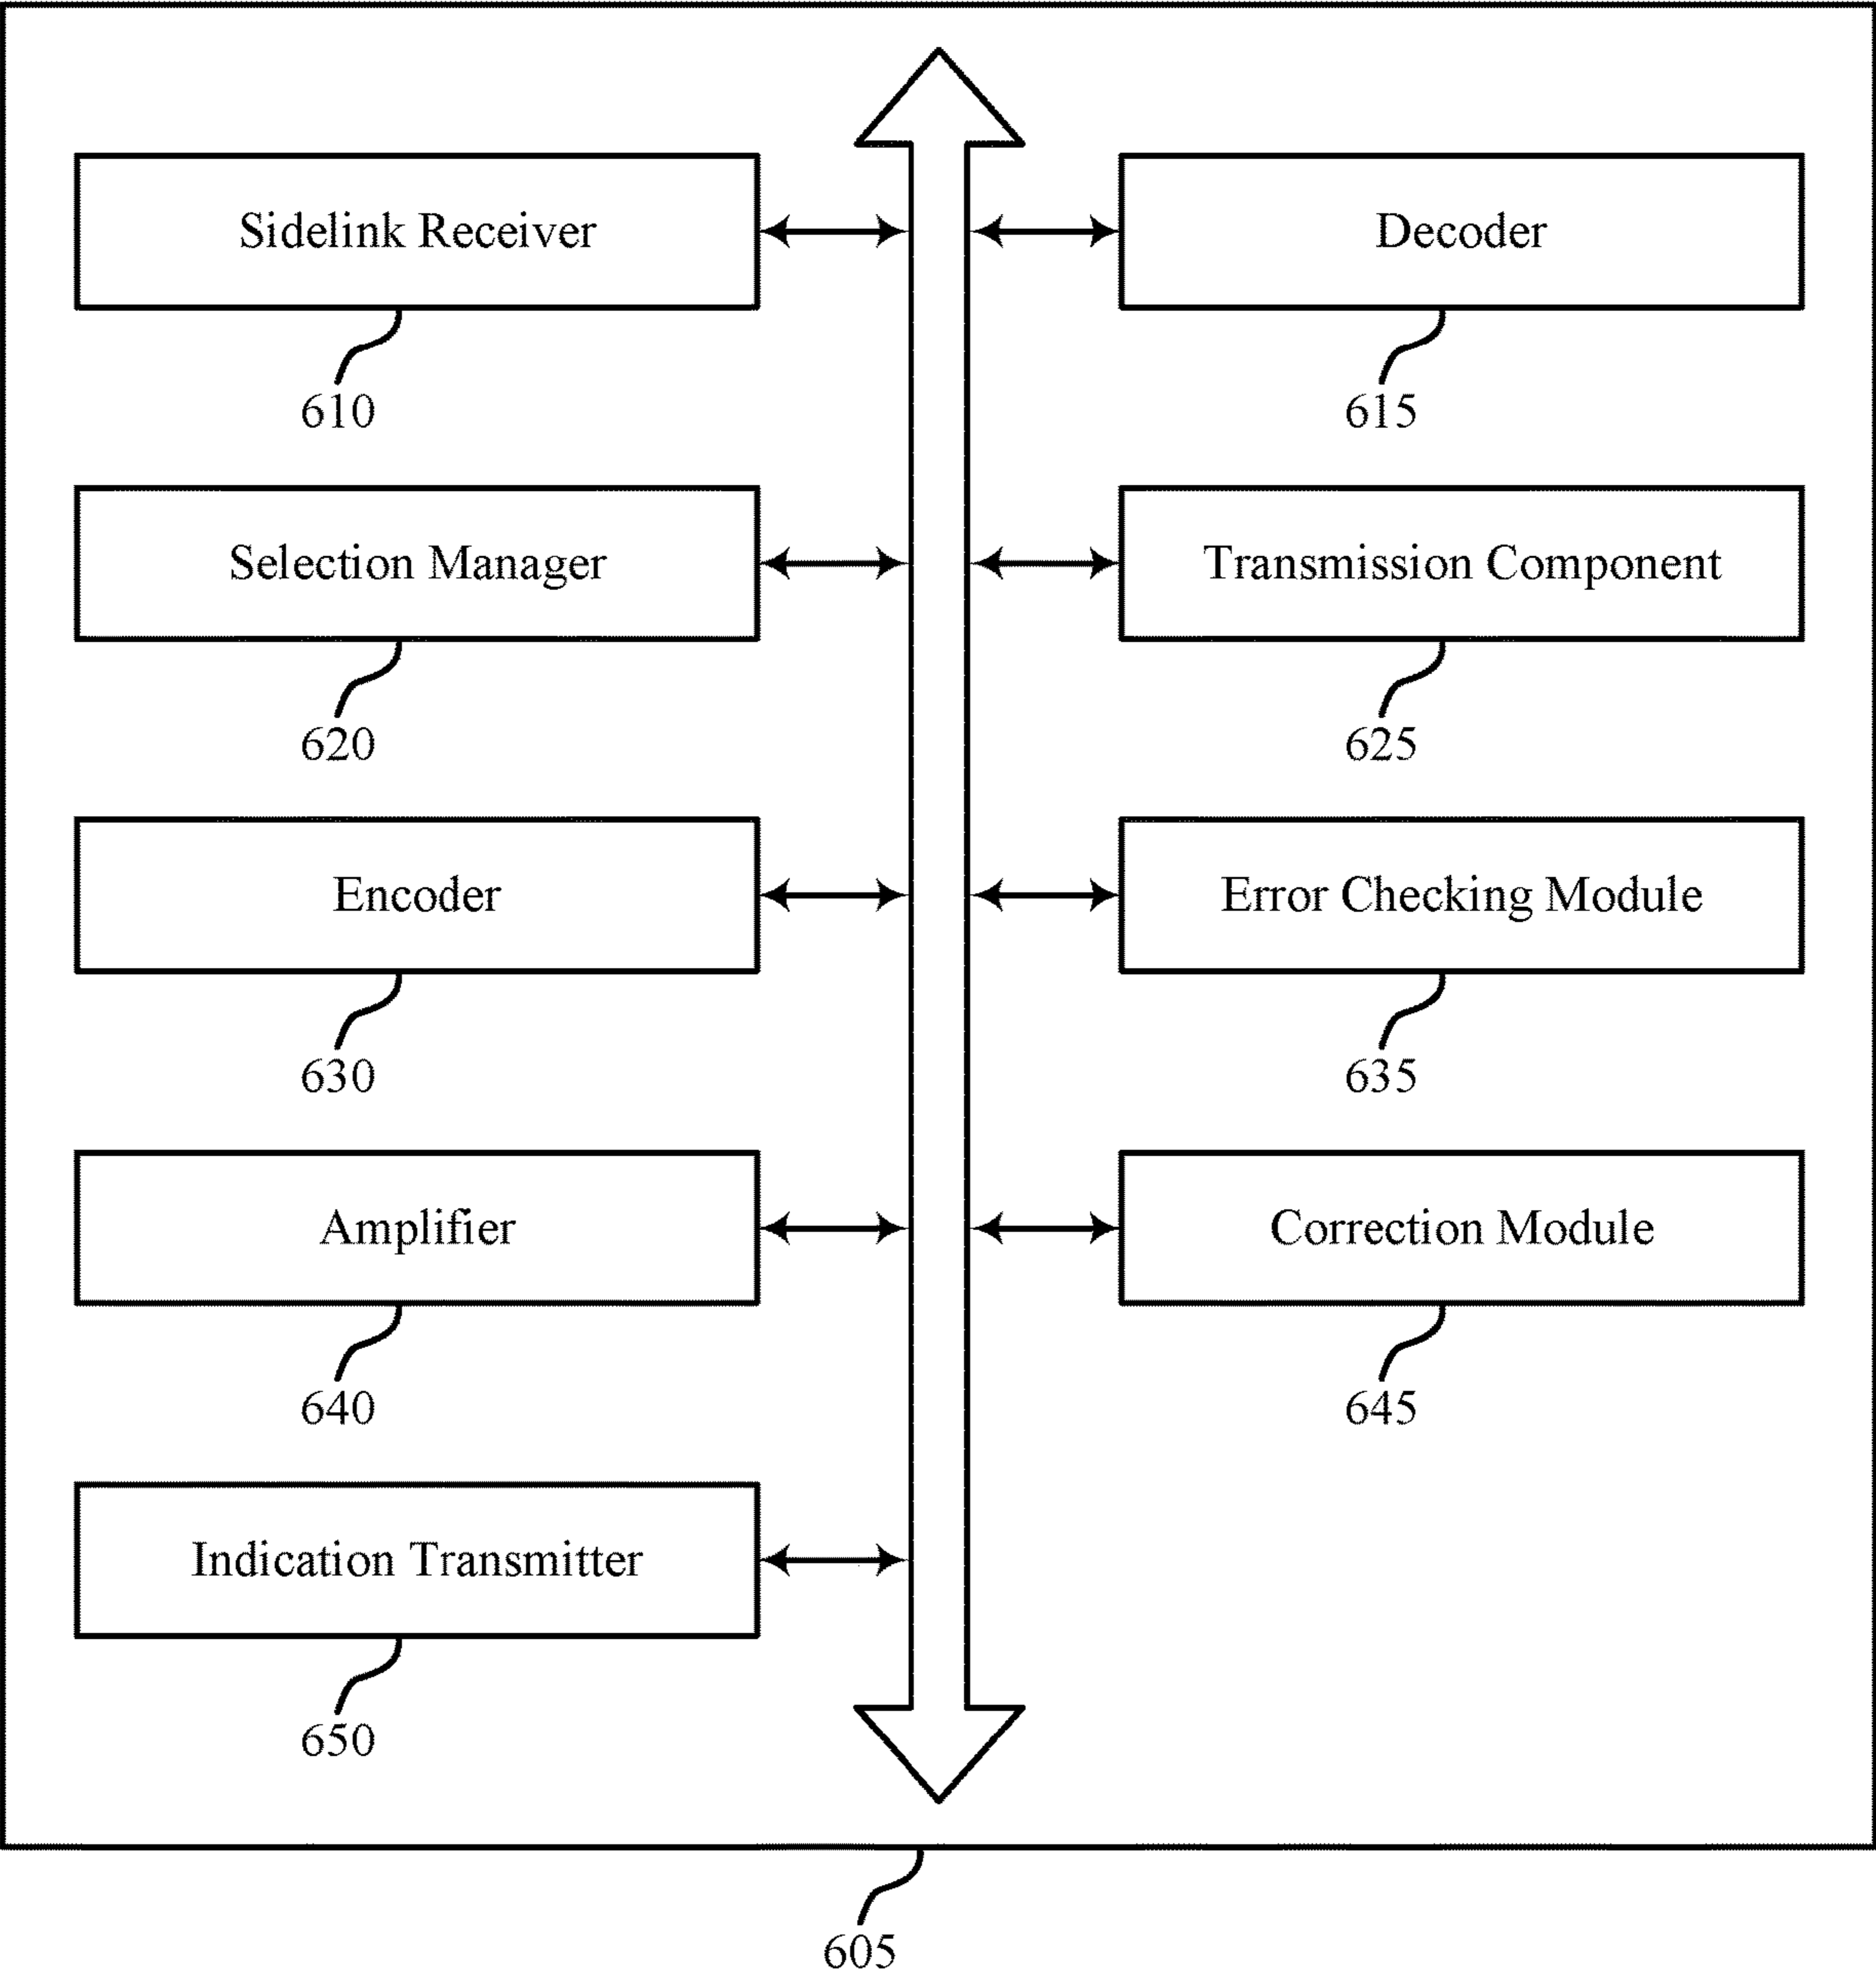 Sidelink Receiver
Decoder
610
615
Selection Manager
Transmission Component
620
625
Encoder
Error Checking Module
630
635
Amplifier
Correction Module
640
645
Indication Transmitter
650
605